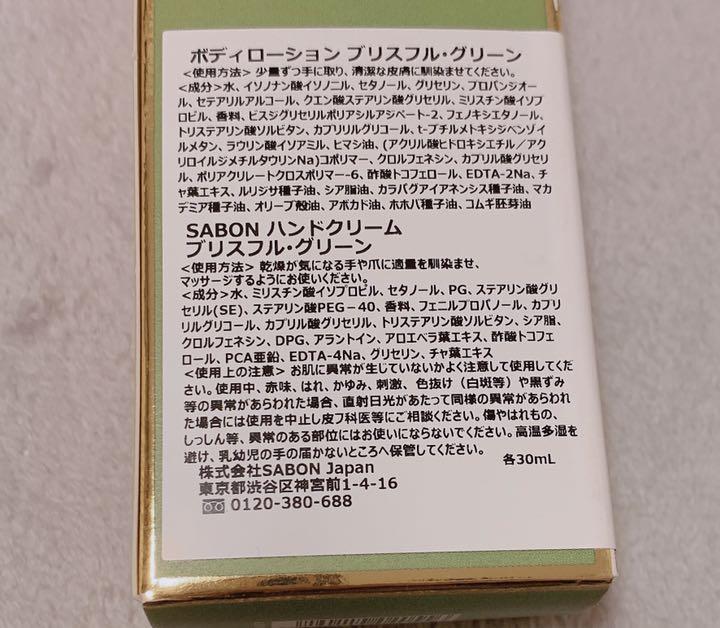 ボディローション ブリスフル・グリーン
<使用方法> 少量ずつ手に取り、清潔な皮膚に馴染ませてください。
<成分>水、イソノナン酸イソノニル、セタノール、グリセリン、プロパンジオー
ル、セテアリルアルコール、クエン酸ステアリン酸グリセリル、ミリスチン酸イソプ
ロピル、香料、ビスジグリセリルポリアシルアジペート-2、フェノキシエタノール、
トリステアリン酸ソルビタン、カプリリルグリコール、t-ブチルメトキシジベンゾイ
ルメタン、ラウリン酸イソアミル、ヒマシ油、(アクリル酸ヒドロキシエチル/アク
リロイルジメチルタウリンNa)コポリマー、クロルフェネシン、カプリル酸グリセリ
ル、ポリアクリレートクロスポリマー-6、酢酸トコフェロール、EDTA-2Na、チ
ャ葉エキス、ルリジサ種子油、シア脂油、カラパグアイアネンシス種子油、マカ
デミア種子油、オリーブ殻油、アボカド油、ホホバ種子油、コムギ胚芽油
SABON ハンドクリーム
ブリスフル・グリーン
<使用方法> 乾燥が気になる手や爪に適量を馴染ませ、
マッサージするようにお使いください。
<成分>水、ミリスチン酸イソプロピル、セタノール、PG、ステアリン酸グリ
セリル(SE)、ステアリン酸PEG-40、香料、フェニルプロパノール、カプリ
リルグリコール、カプリル酸グリセリル、トリステアリン酸ソルビタン、シア脂、
クロルフェネシン、DPG、アラントイン、アロエベラ葉エキス、酢酸トコフェ
ロール、PCA亜鉛、EDTA-4Na、グリセリン、チャ葉エキス
<使用上の注意> お肌に異常が生じていないかよく注意して使用してくだ
さい。使用中、赤味、はれ、かゆみ、刺激、色抜け(白斑等)や黒ずみ
等の異常があらわれた場合、直射日光があたって同様の異常があらわれ
た場合には使用を中止し皮フ科医等にご相談ください。傷やはれもの、
しっしん等、異常のある部位にはお使いにならないでください。高温多湿を
避け、乳幼児の手の届かないところへ保管してください。
株式会社SABON Japan 各30mL
東京都渋谷区神宮前1-4-16
0120-380-688